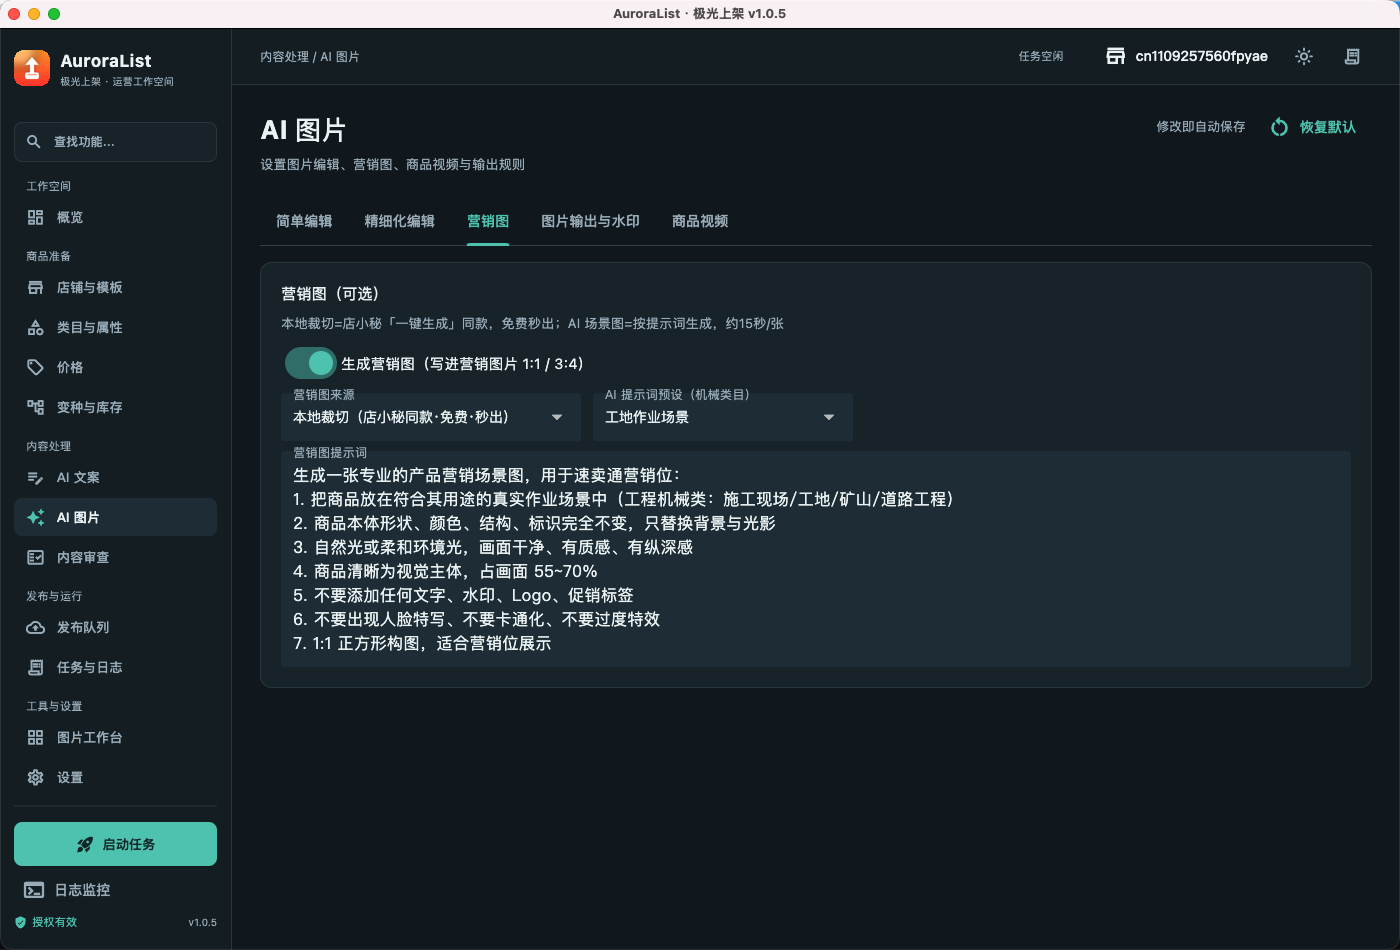 AuroraList · 极光上架 v1.0.5
AuroraList
极光上架 · 运营工作空间
查找功能...
工作空间
概览
商品准备
店铺与模板
类目与属性
价格
变种与库存
内容处理
AI 文案
AI 图片
内容审查
发布与运行
发布队列
任务与日志
工具与设置
图片工作台
设置
启动任务
日志监控
授权有效
v1.0.5
内容处理 / AI 图片
任务空闲
cn1109257560fpyae
AI 图片
设置图片编辑、营销图、商品视频与输出规则
修改即自动保存
恢复默认
简单编辑
精细化编辑
营销图
图片输出与水印
商品视频
营销图（可选）
本地裁切=店小秘「一键生成」同款，免费秒出；AI 场景图=按提示词生成，约15秒/张
生成营销图（写进营销图片 1:1 / 3:4）
营销图来源
本地裁切（店小秘同款·免费·秒出）
AI 提示词预设（机械类目）
工地作业场景
营销图提示词
生成一张专业的产品营销场景图，用于速卖通营销位：
1. 把商品放在符合其用途的真实作业场景中（工程机械类：施工现场/工地/矿山/道路工程）
2. 商品本体形状、颜色、结构、标识完全不变，只替换背景与光影
3. 自然光或柔和环境光，画面干净、有质感、有纵深感
4. 商品清晰为视觉主体，占画面 55~70%
5. 不要添加任何文字、水印、Logo、促销标签
6. 不要出现人脸特写、不要卡通化、不要过度特效
7. 1:1 正方形构图，适合营销位展示